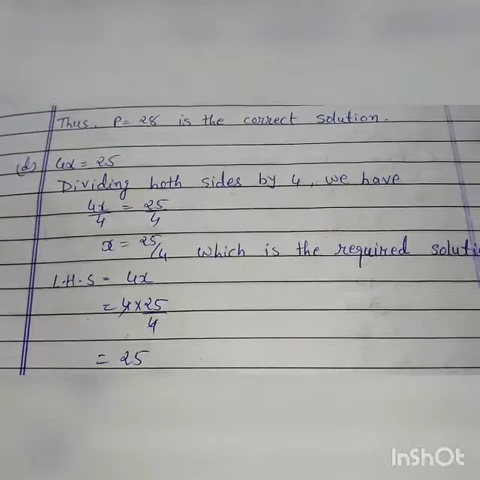 Thus, P = 28 is the correct solution.
(d) 4x = 25
Dividing both sides by 4, we have
4x/4 = 25/4
x = 25/4 which is the required soluti
L.H.S = 4x
= 4 × 25/4
= 25
InShOt